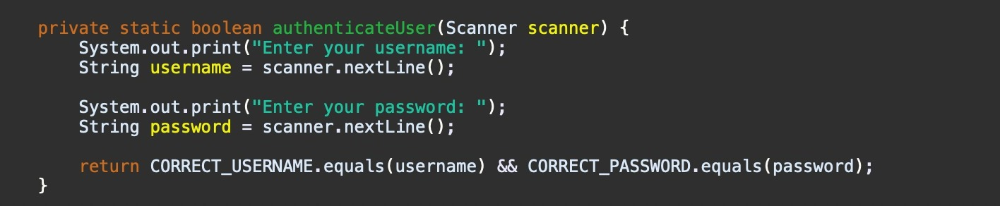 private static boolean authenticateUser(Scanner scanner) {
    System.out.print("Enter your username: ");
    String username = scanner.nextLine();

    System.out.print("Enter your password: ");
    String password = scanner.nextLine();

    return CORRECT_USERNAME.equals(username) && CORRECT_PASSWORD.equals(password);
}